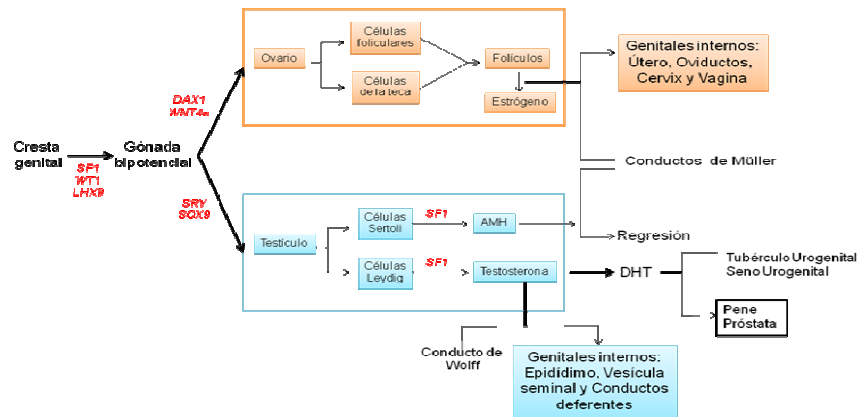 Cresta
genital
SF1
WT1
LHX9
Gónada
bipotencial
DAX1
WNT4a
SRY
SOX9
Ovario
Células
foliculares
Células
de la teca
Folículos
Estrógeno
Genitales internos:
Útero, Oviductos,
Cervix y Vagina
Conductos de Müller
Regresión
Testículo
Células
Sertoli
SF1
AMH
Células
Leydig
SF1
Testosterona
DHT
Tubérculo Urogenital
Seno Urogenital
Pene
Próstata
Conducto de
Wolff
Genitales internos:
Epidídimo, Vesícula
seminal y Conductos
deferentes